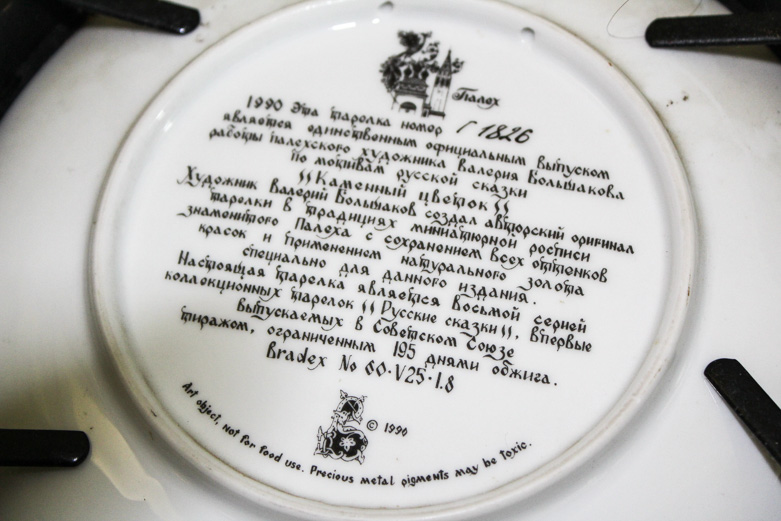 Палех
1990 Эта тарелка номер Г 1826
является единственным официальным выпуском
работы палехского художника Валерия Большакова
по мотивам русской сказки
"Каменный цветок"
Художник Валерий Большаков создал авторский оригинал
тарелки в традициях миниатюрной росписи
знаменитого Палеха с сохранением всех оттенков
красок и применением натурального золота
специально для данного издания.
Настоящая тарелка является восьмой серией
коллекционных тарелок "Русские сказки", впервые
выпускаемых в Советском Союзе
тиражом, ограниченным 195 днями обжига.
Bradex No 60·V25·1.8
© 1990
Art object, not for food use. Precious metal pigments may be toxic.